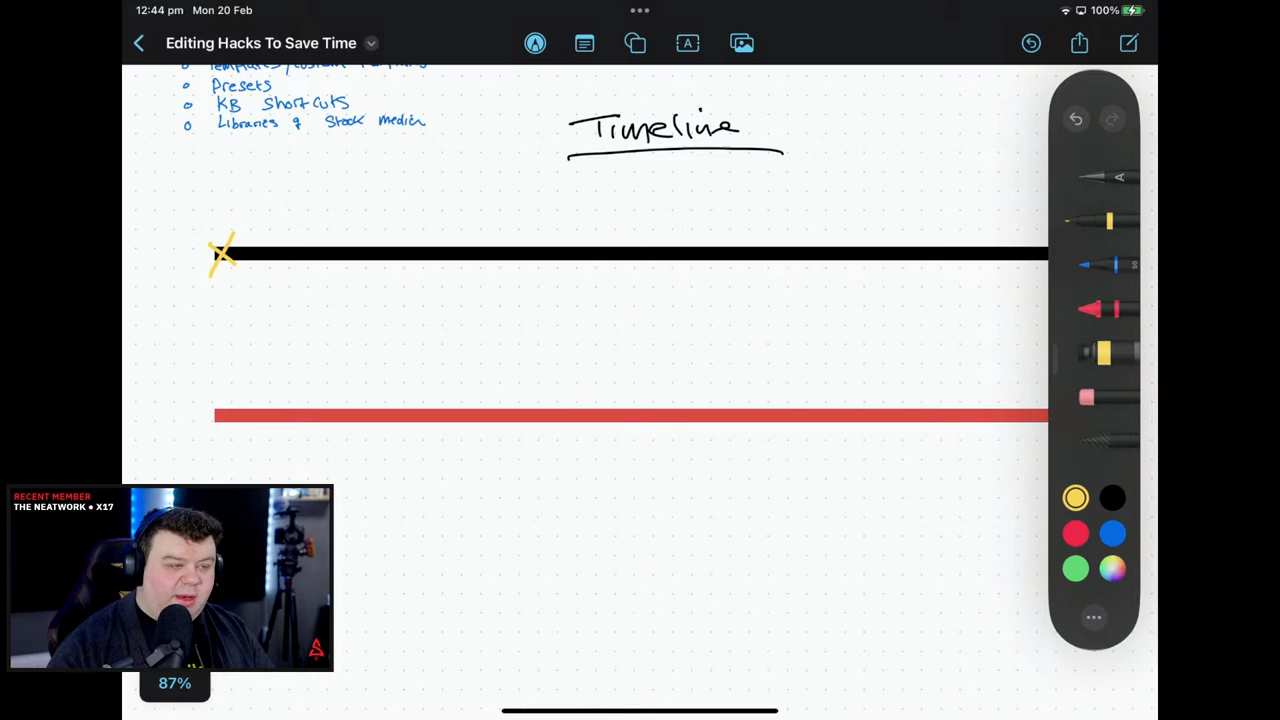 12:44 pm Mon 20 Feb
100%
Editing Hacks To Save Time
A
Presets
KB Shortcuts
Libraries & Stock media
Timeline
A
50
RECENT MEMBER
THE NEATWORK • X17
87%